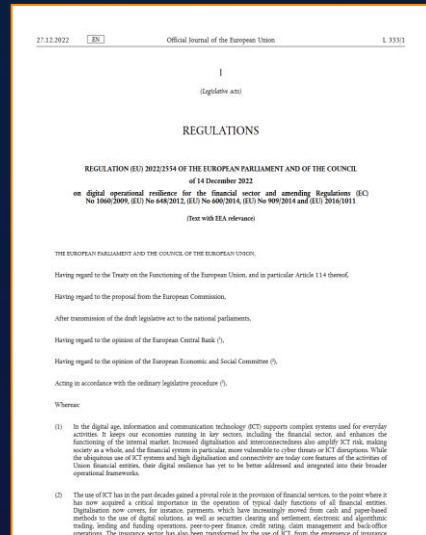 27.12.2022 EN Official Journal of the European Union L 333/1
I
(Legislative acts)
REGULATIONS
REGULATION (EU) 2022/2554 OF THE EUROPEAN PARLIAMENT AND OF THE COUNCIL
of 14 December 2022
on digital operational resilience for the financial sector and amending Regulations (EC)
No 1060/2009, (EU) No 648/2012, (EU) No 600/2014, (EU) No 909/2014 and (EU) 2016/1011
(Text with EEA relevance)
THE EUROPEAN PARLIAMENT AND THE COUNCIL OF THE EUROPEAN UNION,
Having regard to the Treaty on the Functioning of the European Union, and in particular Article 114 thereof,
Having regard to the proposal from the European Commission,
After transmission of the draft legislative act to the national parliaments,
Having regard to the opinion of the European Central Bank (¹),
Having regard to the opinion of the European Economic and Social Committee (²),
Acting in accordance with the ordinary legislative procedure (³),
Whereas:
(1) In the digital age, information and communication technology (ICT) supports complex systems used for everyday
activities. It keeps our economies running in key sectors, including the financial sector, and enhances the
functioning of the internal market. Increased digitalisation and interconnectedness also amplify ICT risk, making
society as a whole, and the financial system in particular, more vulnerable to cyber threats or ICT disruptions. While
the ubiquitous use of ICT systems and high digitalisation and connectivity are today core features of the activities of
Union financial entities, their digital resilience has yet to be better addressed and integrated into their broader
operational frameworks.
(2) The use of ICT has in the past decades gained a pivotal role in the provision of financial services, to the point where it
has now acquired a critical importance in the operation of typical daily functions of all financial entities.
Digitalisation now covers, for instance, payments, which have increasingly moved from cash and paper-based
methods to the use of digital solutions, as well as securities clearing and settlement, electronic and algorithmic
trading, lending and funding operations, peer-to-peer finance, credit rating, claim management and back-office
operations. The insurance sector has also been transformed by the use of ICT, from the emergence of insurance